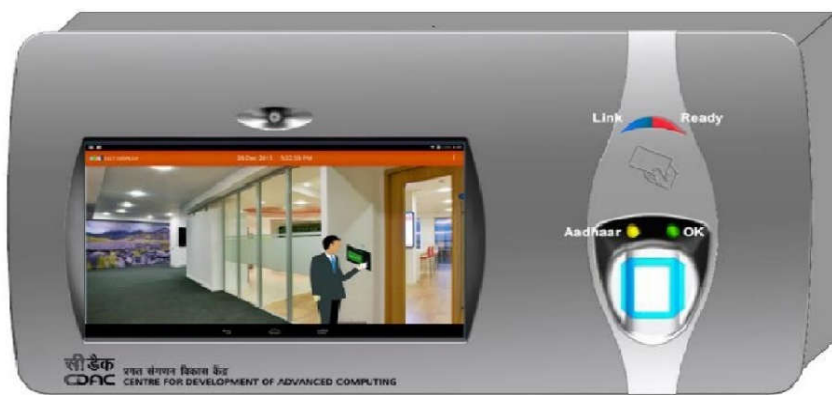 Link Ready
Aadhaar OK
सी डैक
CDAC
प्रगत संगणन विकास केंद्र
CENTRE FOR DEVELOPMENT OF ADVANCED COMPUTING